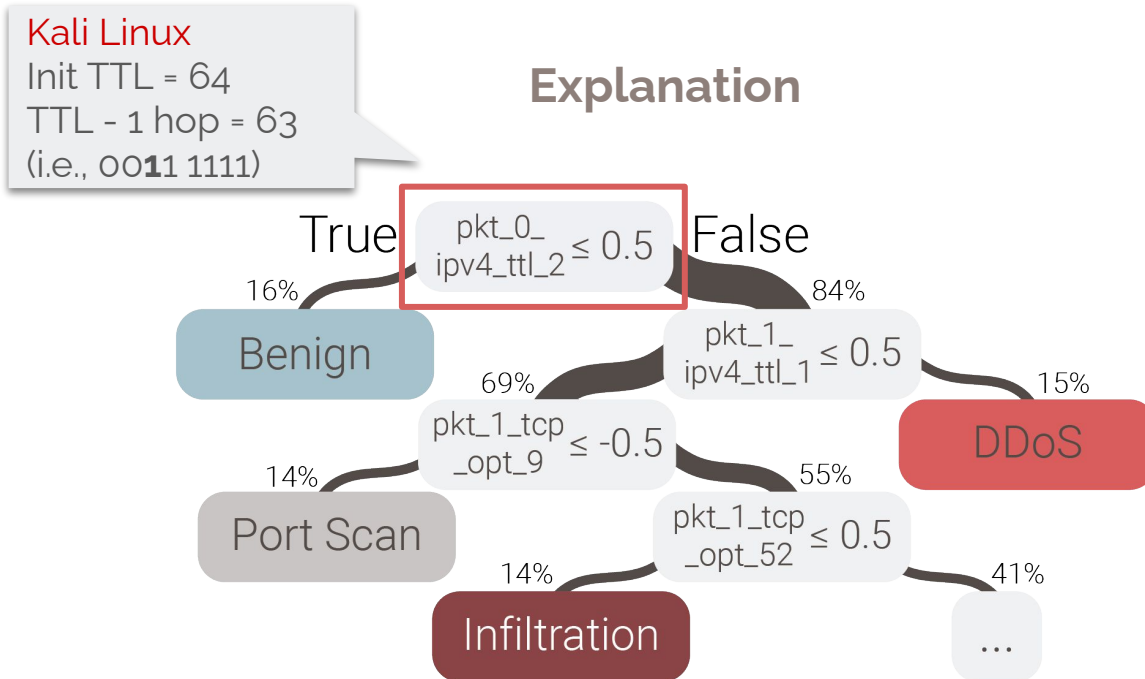 Kali Linux
Init TTL = 64
TTL - 1 hop = 63
(i.e., 0011 1111)
Explanation
True
pkt_0_
ipv4_ttl_2 ≤ 0.5
False
16%
84%
Benign
pkt_1_
ipv4_ttl_1 ≤ 0.5
69%
15%
pkt_1_tcp
_opt_9 ≤ -0.5
DDoS
14%
55%
Port Scan
pkt_1_tcp
_opt_52 ≤ 0.5
14%
41%
Infiltration
...